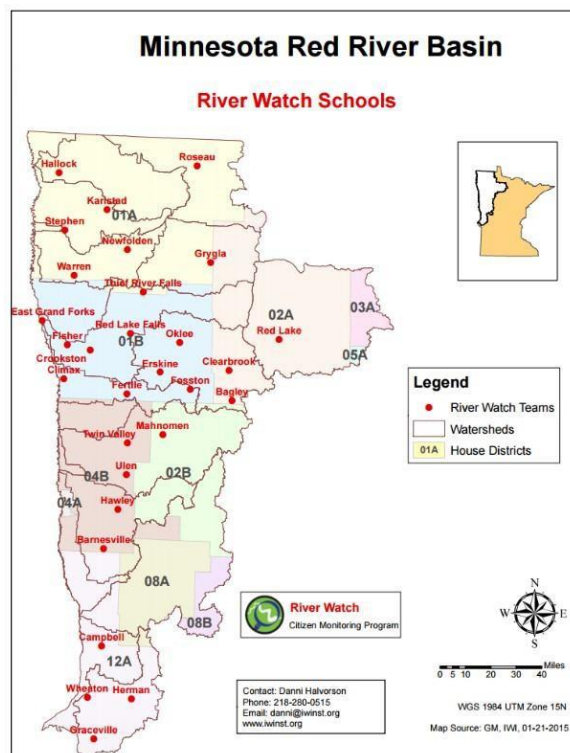 Minnesota Red River Basin
River Watch Schools
Hallock
Roseau
Karlstad
01A
Stephen
Newfolden
Grygla
Warren
Thief River Falls
02A
03A
East Grand Forks
Red Lake Falls
Fisher
01B
Oklee
Red Lake
Crookston
05A
Climax
Erskine
Clearbrook
Fosston
Fertile
Bagley
Mahnomen
Twin Valley
Ulen
04B
02B
04A
Hawley
Barnesville
08A
08B
Campbell
12A
Wheaton
Herman
Graceville
Legend
River Watch Teams
Watersheds
01A House Districts
River Watch
Citizen Monitoring Program
Contact: Danni Halvorson
Phone: 218-280-0515
Email: danni@iwinst.org
www.iwinst.org
N
W E
S
Miles
0 5 10 20 30 40
WGS 1984 UTM Zone 15N
Map Source: GM, IWI, 01-21-2015